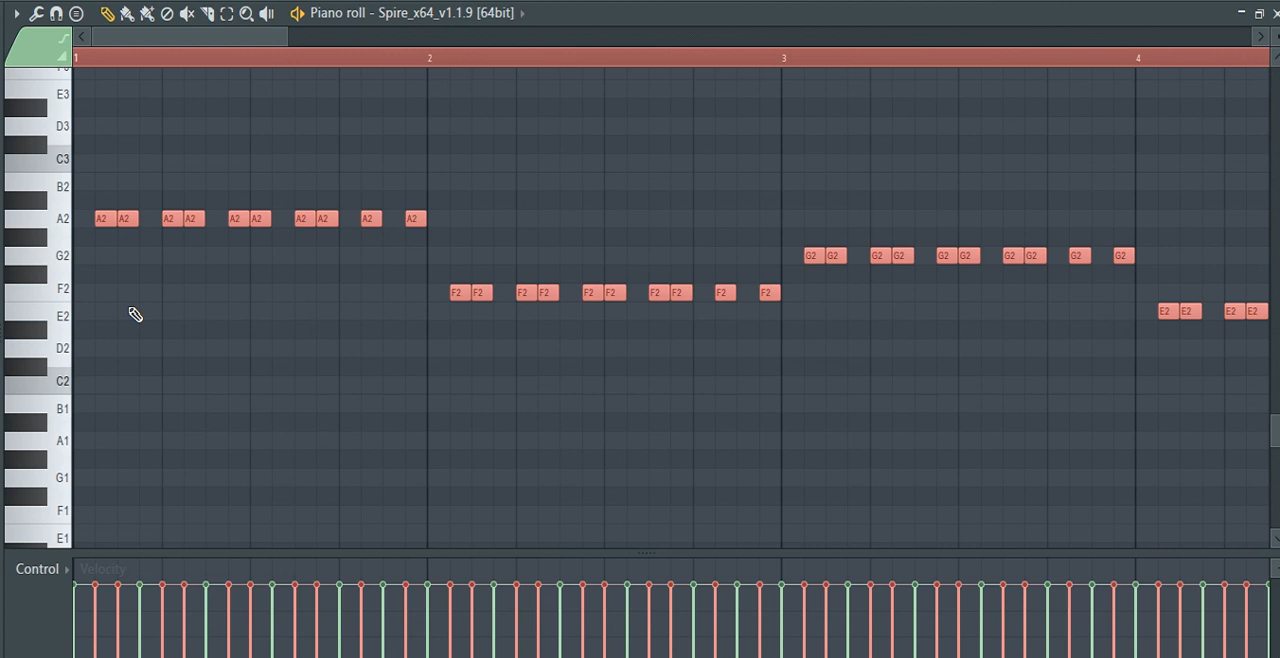 Piano roll - Spire_x64_v1.1.9 [64bit]
1 2 3 4
E3
D3
C3
B2
A2 A2 A2 A2 A2 A2 A2 A2 A2 A2 A2
G2 G2 G2 G2 G2 G2 G2 G2 G2 G2 G2
F2 F2 F2 F2 F2 F2 F2 F2 F2 F2 F2
E2 E2 E2 E2 E2
D2
C2
B1
A1
G1
F1
E1
Control Velocity